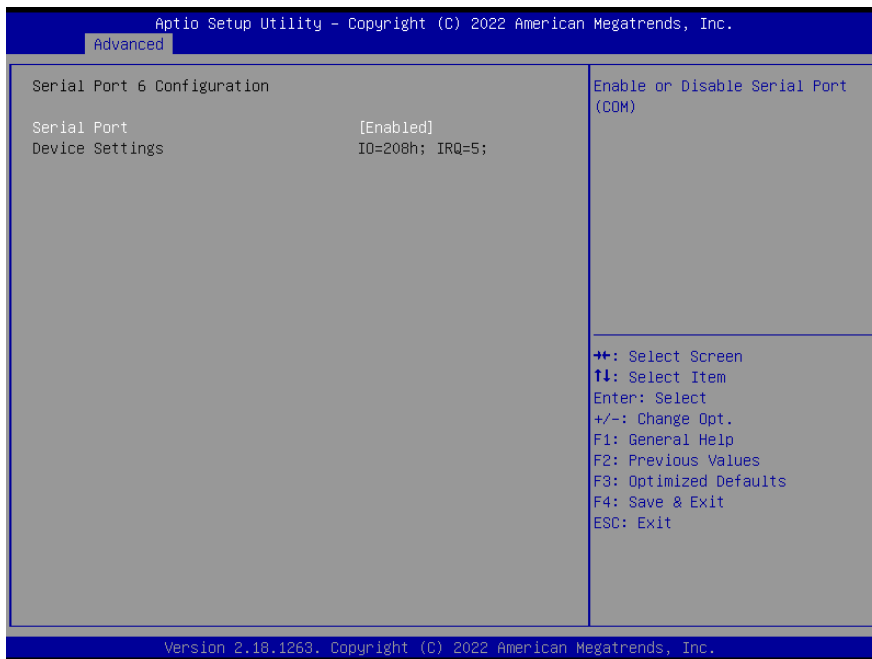 Aptio Setup Utility – Copyright (C) 2022 American Megatrends, Inc.
Advanced
Serial Port 6 Configuration
Serial Port [Enabled]
Device Settings IO=208h; IRQ=5;
Enable or Disable Serial Port
(COM)
→←: Select Screen
↑↓: Select Item
Enter: Select
+/-: Change Opt.
F1: General Help
F2: Previous Values
F3: Optimized Defaults
F4: Save & Exit
ESC: Exit
Version 2.18.1263. Copyright (C) 2022 American Megatrends, Inc.